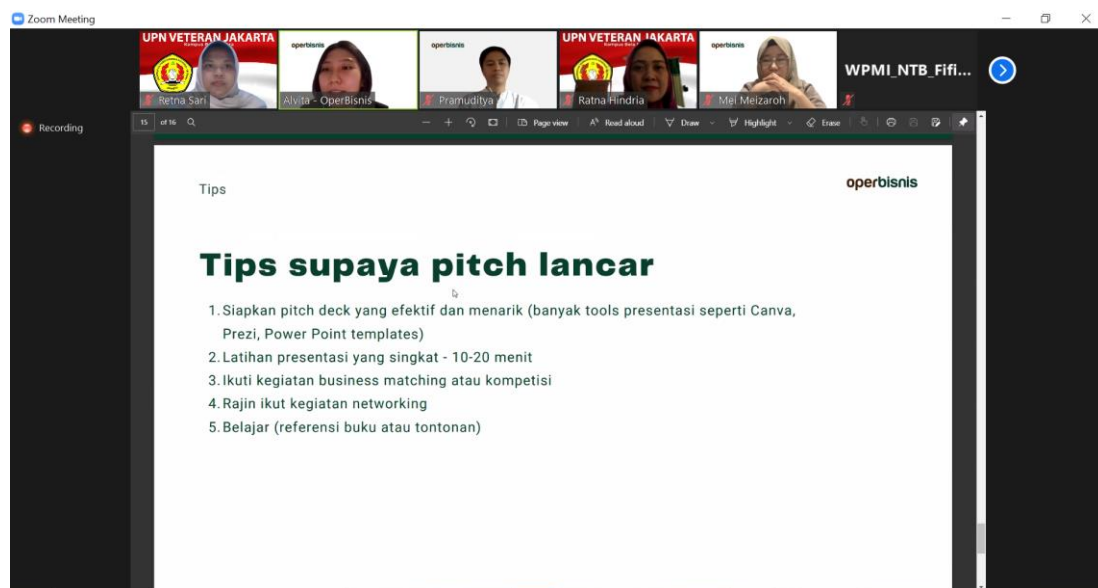 Zoom Meeting
UPN VETERAN JAKARTA
operbisnis
operbisnis
UPN VETERAN JAKARTA
operbisnis
WPMI_NTB_Fifi...
Retna Sari
Alvita - OperBisnis
Pramuditya
Ratna Hindria
Mei Meizaroh
Recording
15 of 16
Page view
Read aloud
Draw
Highlight
Erase
Tips
operbisnis
Tips supaya pitch lancar
1. Siapkan pitch deck yang efektif dan menarik (banyak tools presentasi seperti Canva,
Prezi, Power Point templates)
2. Latihan presentasi yang singkat - 10-20 menit
3. Ikuti kegiatan business matching atau kompetisi
4. Rajin ikut kegiatan networking
5. Belajar (referensi buku atau tontonan)